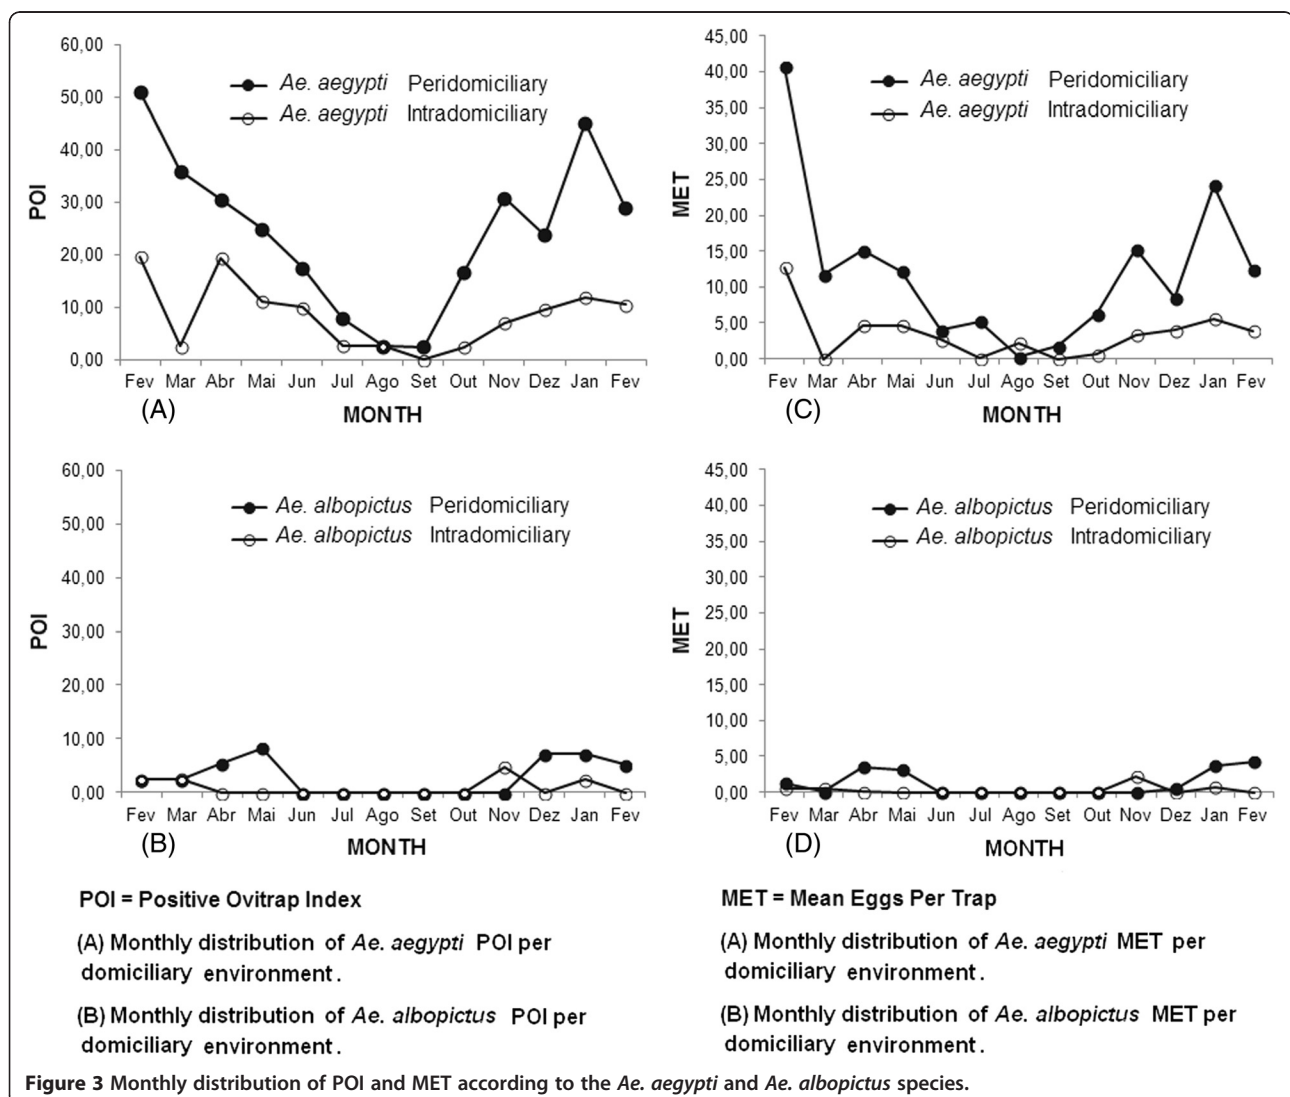 60,00
50,00
40,00
30,00
20,00
10,00
0,00
POI
Ae. aegypti Peridomiciliary
Ae. aegypti Intradomiciliary
Fev Mar Abr Mai Jun Jul Ago Set Out Nov Dez Jan Fev
(A) MONTH
45,00
40,00
35,00
30,00
25,00
20,00
15,00
10,00
5,00
0,00
MET
Ae. aegypti Peridomiciliary
Ae. aegypti Intradomiciliary
Fev Mar Abr Mai Jun Jul Ago Set Out Nov Dez Jan Fev
(C) MONTH
60,00
50,00
40,00
30,00
20,00
10,00
0,00
POI
Ae. albopictus Peridomiciliary
Ae. albopictus Intradomiciliary
Fev Mar Abr Mai Jun Jul Ago Set Out Nov Dez Jan Fev
(B) MONTH
45,00
40,00
35,00
30,00
25,00
20,00
15,00
10,00
5,00
0,00
MET
Ae. albopictus Peridomiciliary
Ae. albopictus Intradomiciliary
Fev Mar Abr Mai Jun Jul Ago Set Out Nov Dez Jan Fev
(D) MONTH
POI = Positive Ovitrap Index
(A) Monthly distribution of Ae. aegypti POI per
domiciliary environment.
(B) Monthly distribution of Ae. albopictus POI per
domiciliary environment.
MET = Mean Eggs Per Trap
(A) Monthly distribution of Ae. aegypti MET per
domiciliary environment.
(B) Monthly distribution of Ae. albopictus MET per
domiciliary environment.
Figure 3 Monthly distribution of POI and MET according to the Ae. aegypti and Ae. albopictus species.